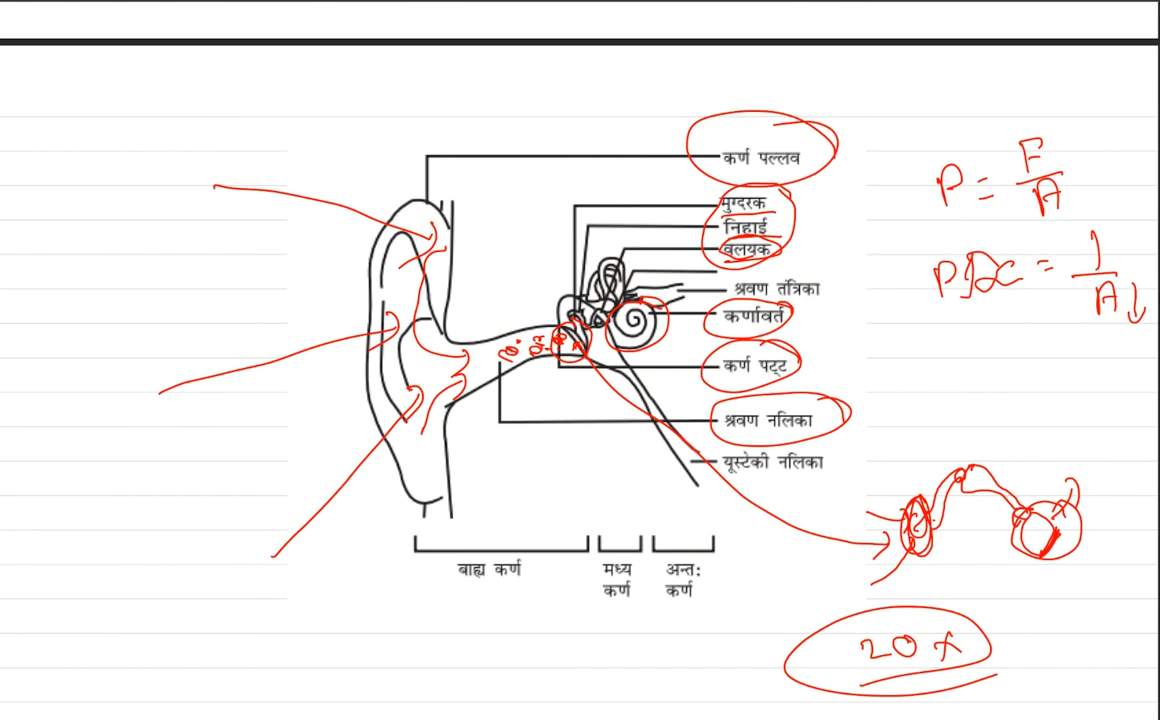 कर्ण पल्लव
मुग्दरक
निहाई
वलयक
श्रवण तंत्रिका
कर्णावर्त
कर्ण पट्ट
श्रवण नलिका
यूस्टेकी नलिका
बाह्य कर्ण
मध्य कर्ण
अन्त: कर्ण
P = F/A
P ∝ = 1/A↓
20 x